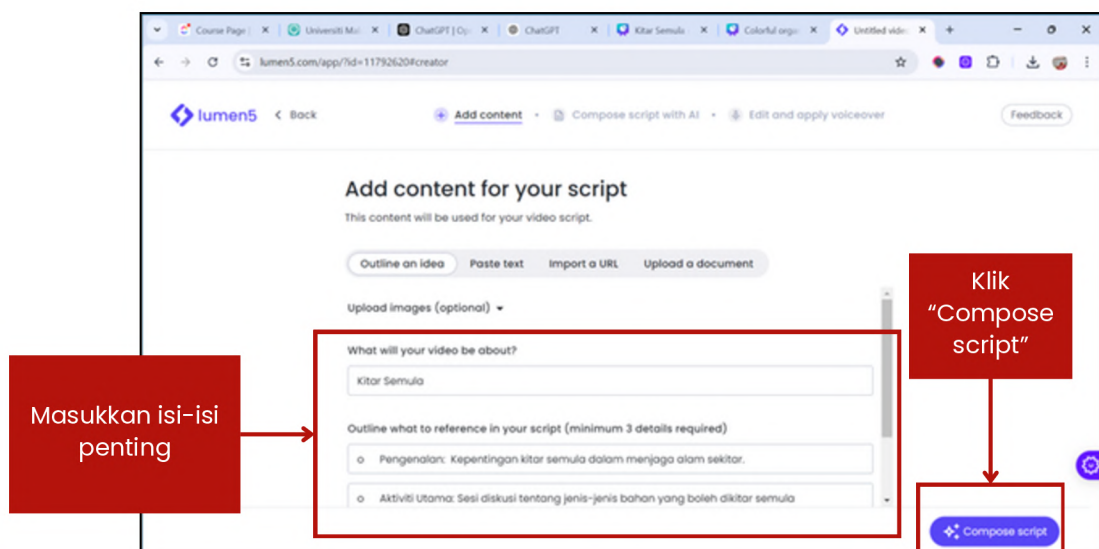 Course Page |
Universiti Mal
ChatGPT | Op
ChatGPT
Kitar Semula
Colorful orga
Untitled vide
lumen5.com/app/?id=11792620#creator
lumen5
Back
Add content
Compose script with AI
Edit and apply voiceover
Feedback
Add content for your script
This content will be used for your video script.
Outline an idea
Paste text
Import a URL
Upload a document
Upload images (optional)
What will your video be about?
Kitar Semula
Outline what to reference in your script (minimum 3 details required)
o Pengenalan: Kepentingan kitar semula dalam menjaga alam sekitar.
o Aktiviti Utama: Sesi diskusi tentang jenis-jenis bahan yang boleh dikitar semula
Compose script
Masukkan isi-isi
penting
Klik
“Compose
script”